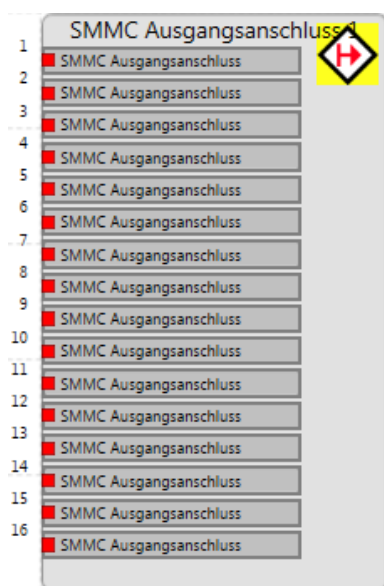 SMMC Ausgangsanschluss 1
1 SMMC Ausgangsanschluss
2 SMMC Ausgangsanschluss
3 SMMC Ausgangsanschluss
4 SMMC Ausgangsanschluss
5 SMMC Ausgangsanschluss
6 SMMC Ausgangsanschluss
7 SMMC Ausgangsanschluss
8 SMMC Ausgangsanschluss
9 SMMC Ausgangsanschluss
10 SMMC Ausgangsanschluss
11 SMMC Ausgangsanschluss
12 SMMC Ausgangsanschluss
13 SMMC Ausgangsanschluss
14 SMMC Ausgangsanschluss
15 SMMC Ausgangsanschluss
16 SMMC Ausgangsanschluss